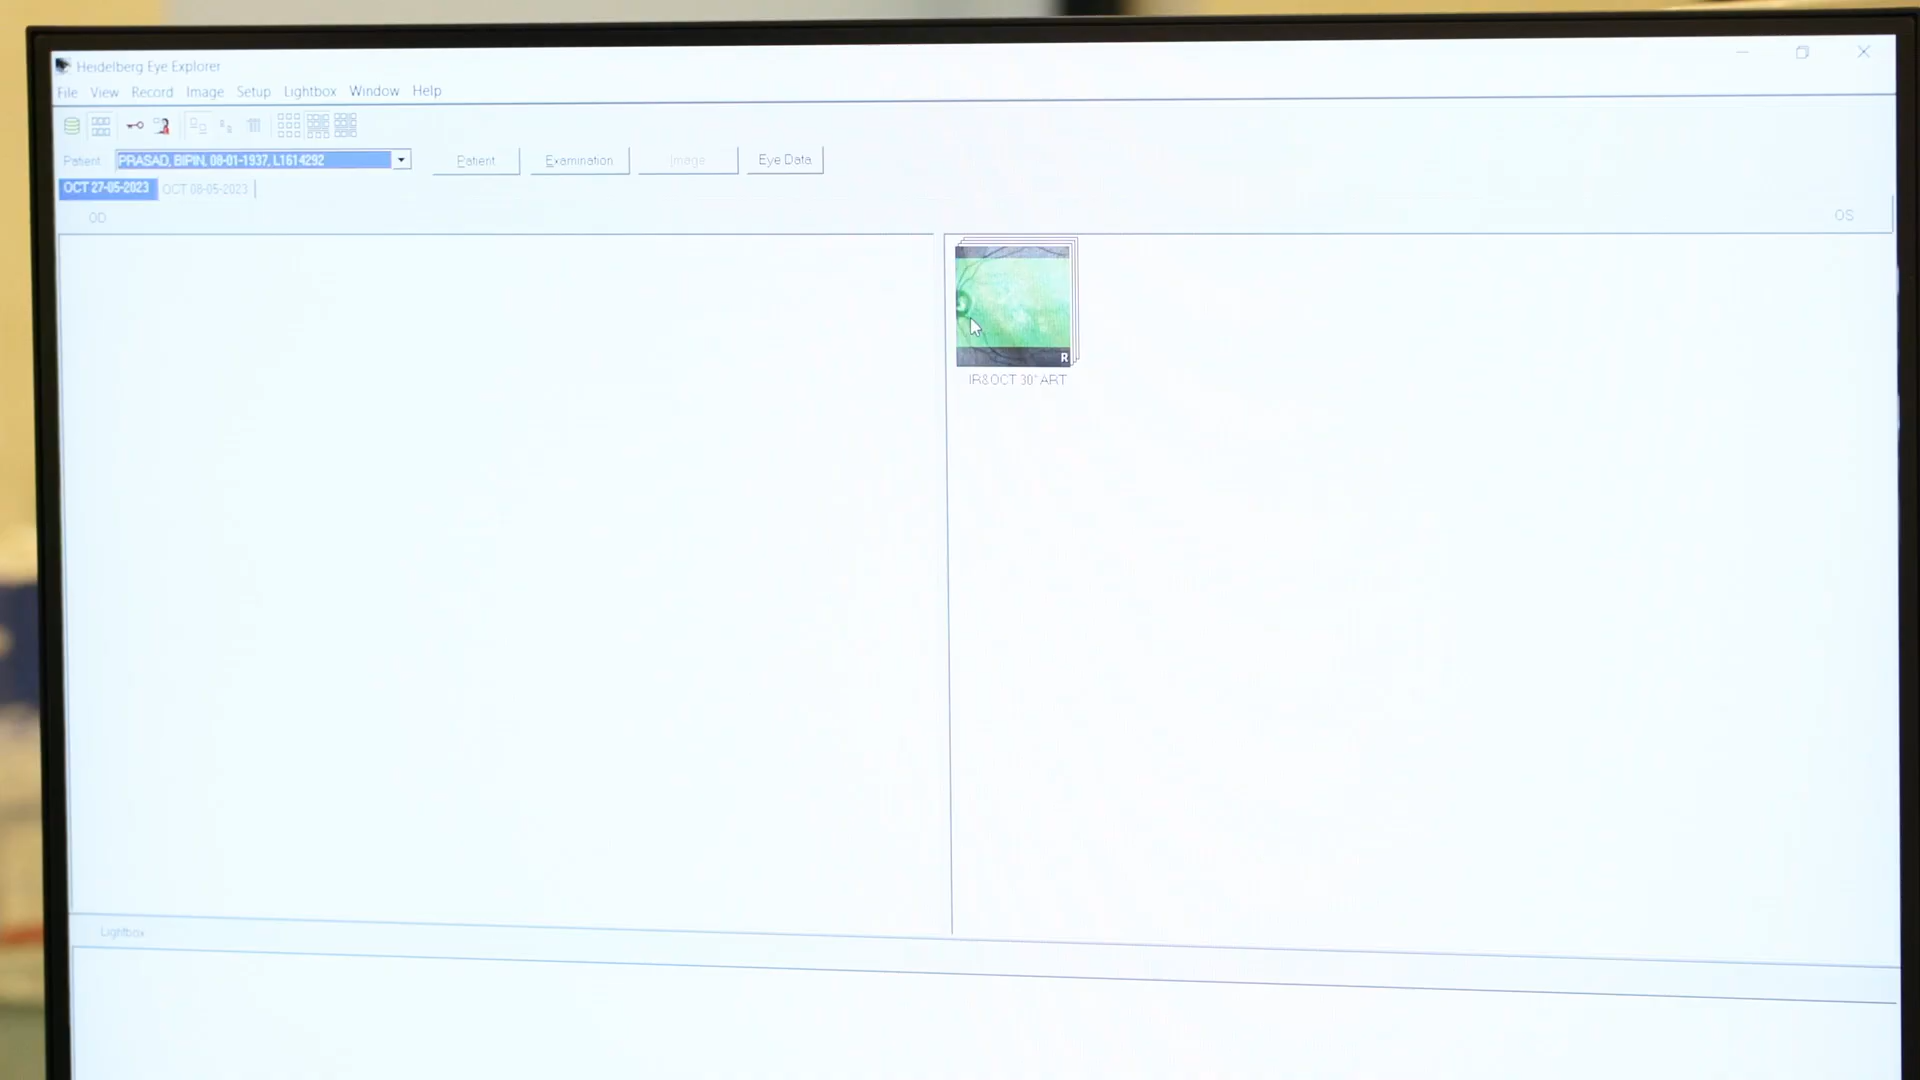 Heidelberg Eye Explorer
File View Record Image Setup Lightbox Window Help
Patient PRASAD, BIPIN, 08-01-1937, L1614292 Patient Examination Image Eye Data
OCT 27-05-2023 OCT 08-05-2023
OD OS
R
IR&OCT 30° ART
Lightbox